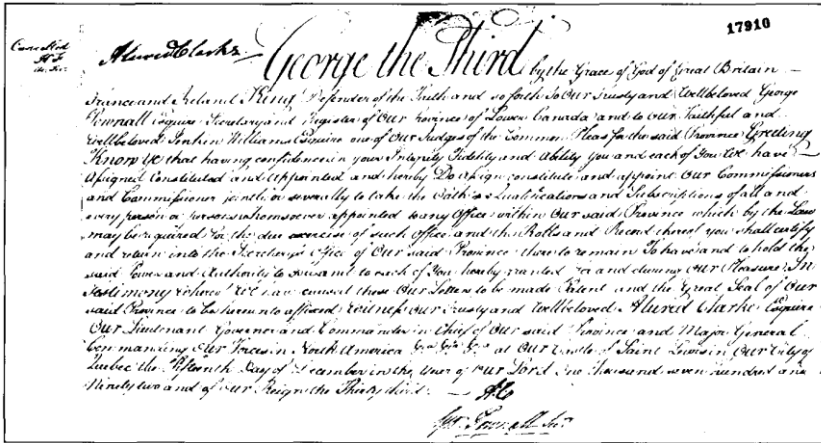 17910
Cancelled
Alured Clarke
George the Third by the Grace of God of Great Britain
France and Ireland King Defender of the Faith and so forth To Our Trusty and Wellbeloved George
Pownall Esquire Secretary and Register of Our Province of Lower Canada and to our Faithful and
Wellbeloved Jenkin Williams Esquire one of Our Judges of the Common Pleas for the said Province Greeting
Know Ye that having confidence in your Integrity Fidelity and Ability You and each of You We have
Assigned Constituted and Appointed and hereby Do Assign constitute and appoint Our Commissioners
and Commissioner jointly or severally to take the Oaths Qualifications and Subscriptions of all and
every person or persons whomsoever appointed to any Office within Our said Province which by the Laws
may be required for the due exercise of such Office and the Rolls and Record thereof you shall certify
and return into the Secretarys Office of Our said Province there to remain To have and to hold the
said Power and Authority to you and to each of You hereby granted for and during Our Pleasure In
Testimony whereof We have caused these Our Letters to be made Patent and the Great Seal of Our
said Province to be hereunto affixed Witness our Trusty and Wellbeloved Alured Clarke Esquire
Our Lieutenant Governor and Commander in Chief of Our said Province and Major General
Commanding Our Forces in North America &ca &ca &ca at Our Castle of Saint Lewis in Our City of
Quebec the Fifteenth Day of December in the Year of Our Lord One thousand seven hundred and
Ninety two and of our Reign the Thirty third
A.C
Geo: Pownall Secy